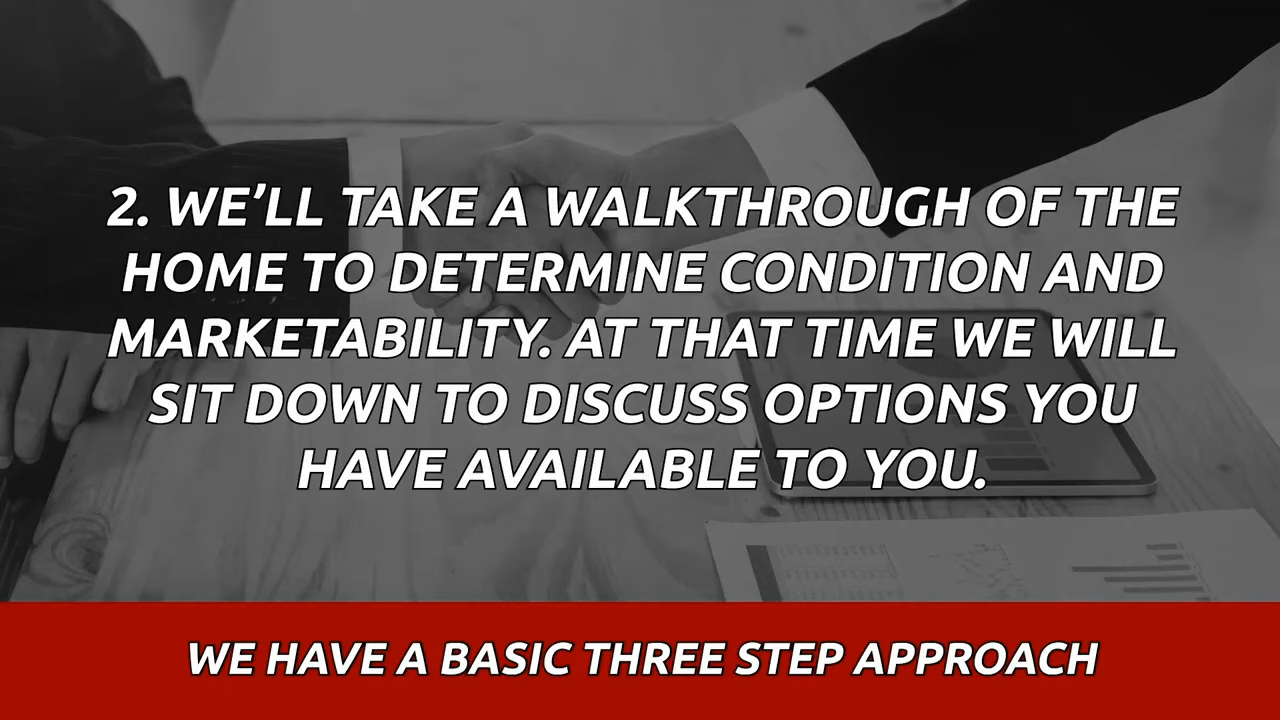 2. WE’LL TAKE A WALKTHROUGH OF THE
HOME TO DETERMINE CONDITION AND
MARKETABILITY. AT THAT TIME WE WILL
SIT DOWN TO DISCUSS OPTIONS YOU
HAVE AVAILABLE TO YOU.
WE HAVE A BASIC THREE STEP APPROACH